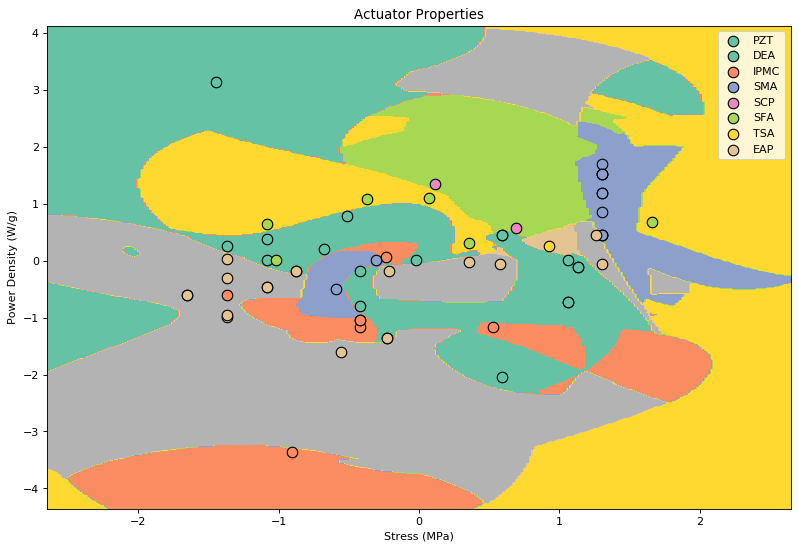 Actuator Properties
PZT
DEA
IPMC
SMA
SCP
SFA
TSA
EAP
Power Density (W/g)
4
3
2
1
0
−1
−2
−3
−4
−2
−1
0
1
2
Stress (MPa)